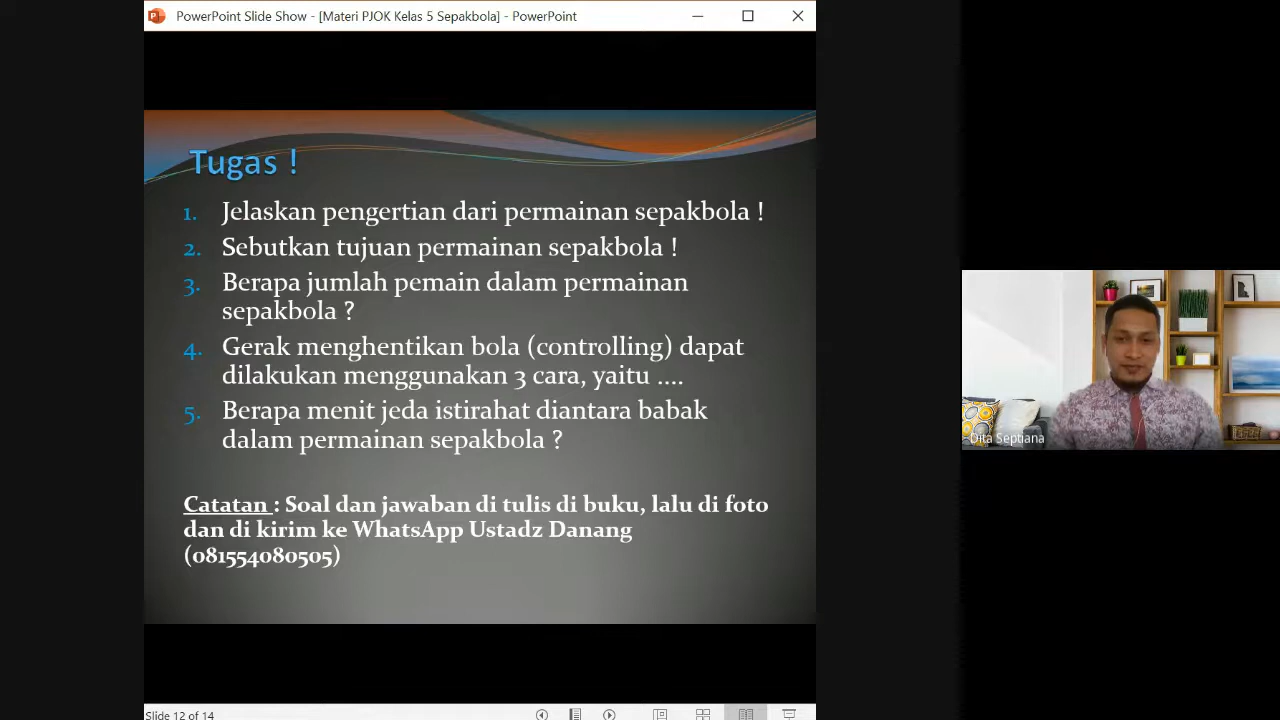 PowerPoint Slide Show - [Materi PJOK Kelas 5 Sepakbola] - PowerPoint
Tugas !
1. Jelaskan pengertian dari permainan sepakbola !
2. Sebutkan tujuan permainan sepakbola !
3. Berapa jumlah pemain dalam permainan
sepakbola ?
4. Gerak menghentikan bola (controlling) dapat
dilakukan menggunakan 3 cara, yaitu ....
5. Berapa menit jeda istirahat diantara babak
dalam permainan sepakbola ?
Catatan : Soal dan jawaban di tulis di buku, lalu di foto
dan di kirim ke WhatsApp Ustadz Danang
(081554080505)
Dita Septiana
Slide 12 of 14